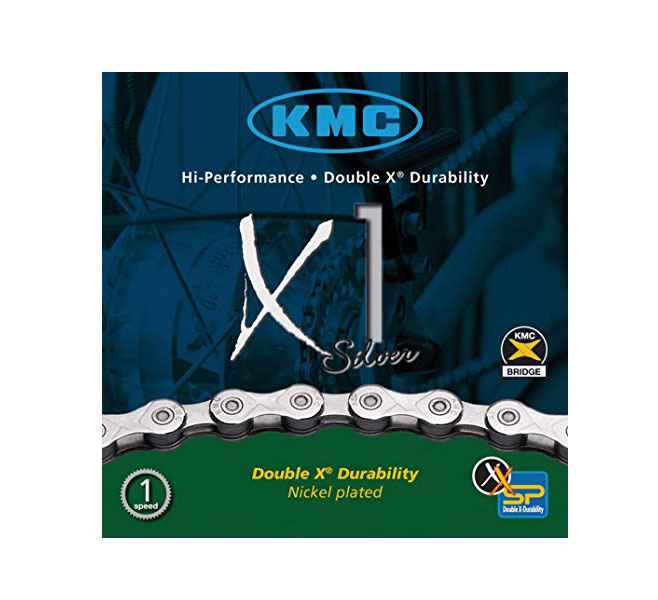 KMC
Hi-Performance • Double X® Durability
X1
Silver
KMC
BRIDGE
Double X® Durability
Nickel plated
1
speed
X
XSP
Double X-Durability